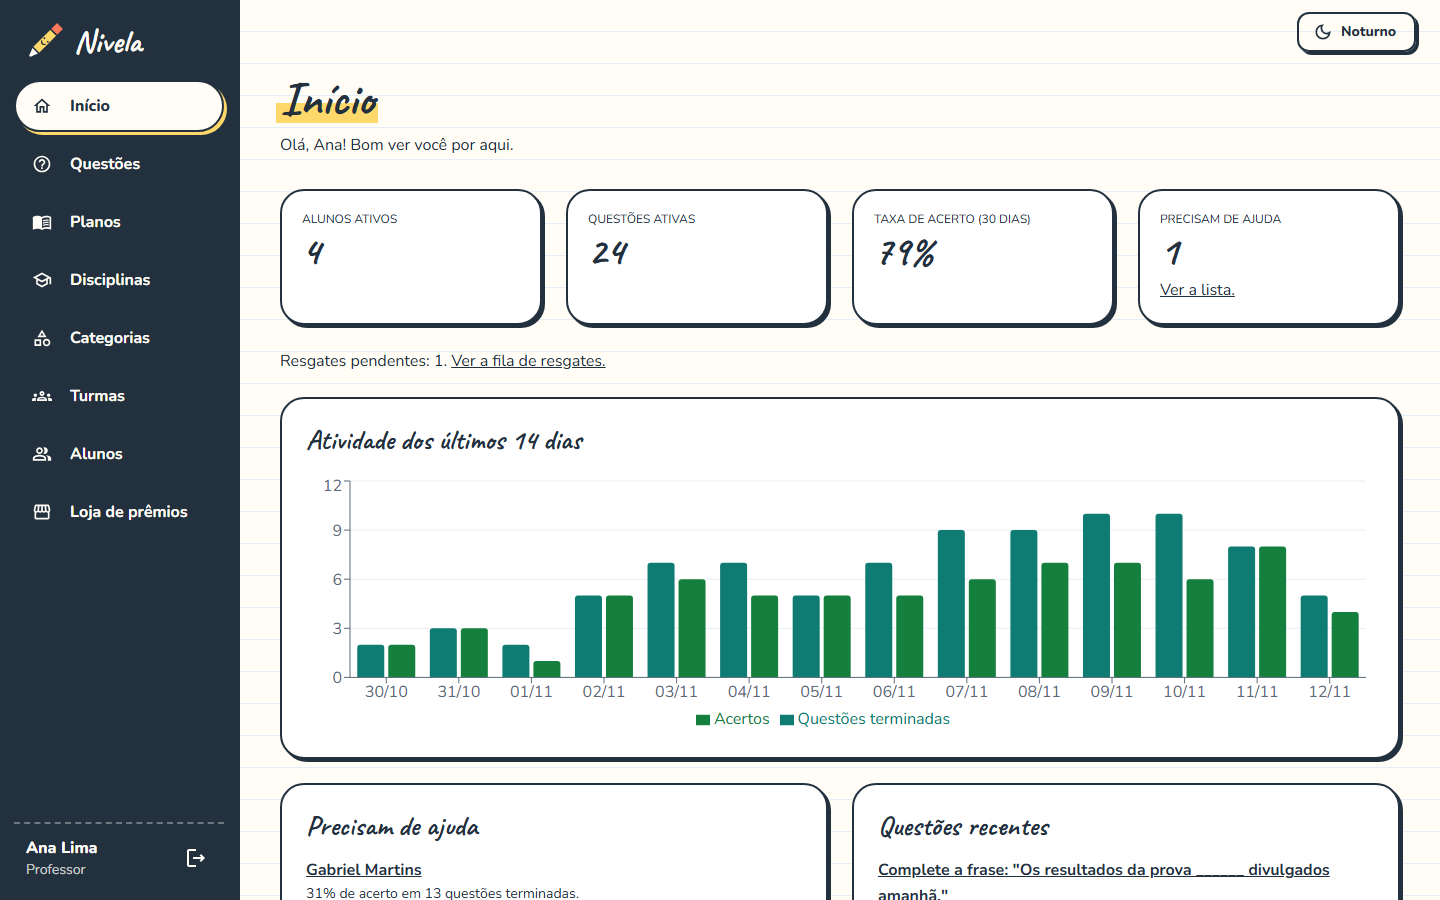 Nivela
Noturno
Início
Questões
Planos
Disciplinas
Categorias
Turmas
Alunos
Loja de prêmios
Ana Lima
Professor
Início
Olá, Ana! Bom ver você por aqui.
ALUNOS ATIVOS
4
QUESTÕES ATIVAS
24
TAXA DE ACERTO (30 DIAS)
79%
PRECISAM DE AJUDA
1
Ver a lista.
Resgates pendentes: 1. Ver a fila de resgates.
Atividade dos últimos 14 dias
12
9
6
3
0
30/10 31/10 01/11 02/11 03/11 04/11 05/11 06/11 07/11 08/11 09/11 10/11 11/11 12/11
Acertos Questões terminadas
Precisam de ajuda
Gabriel Martins
31% de acerto em 13 questões terminadas.
Questões recentes
Complete a frase: "Os resultados da prova ______ divulgados
amanhã."